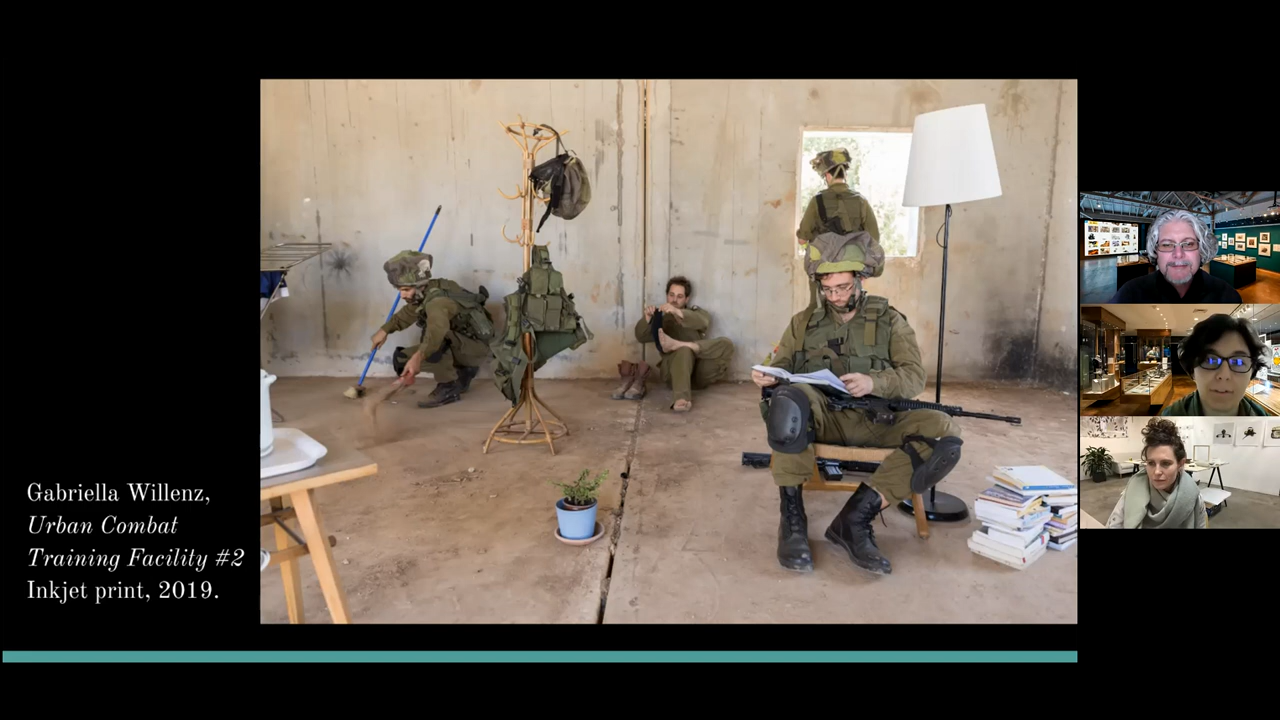 Gabriella Willenz,
Urban Combat
Training Facility #2
Inkjet print, 2019.